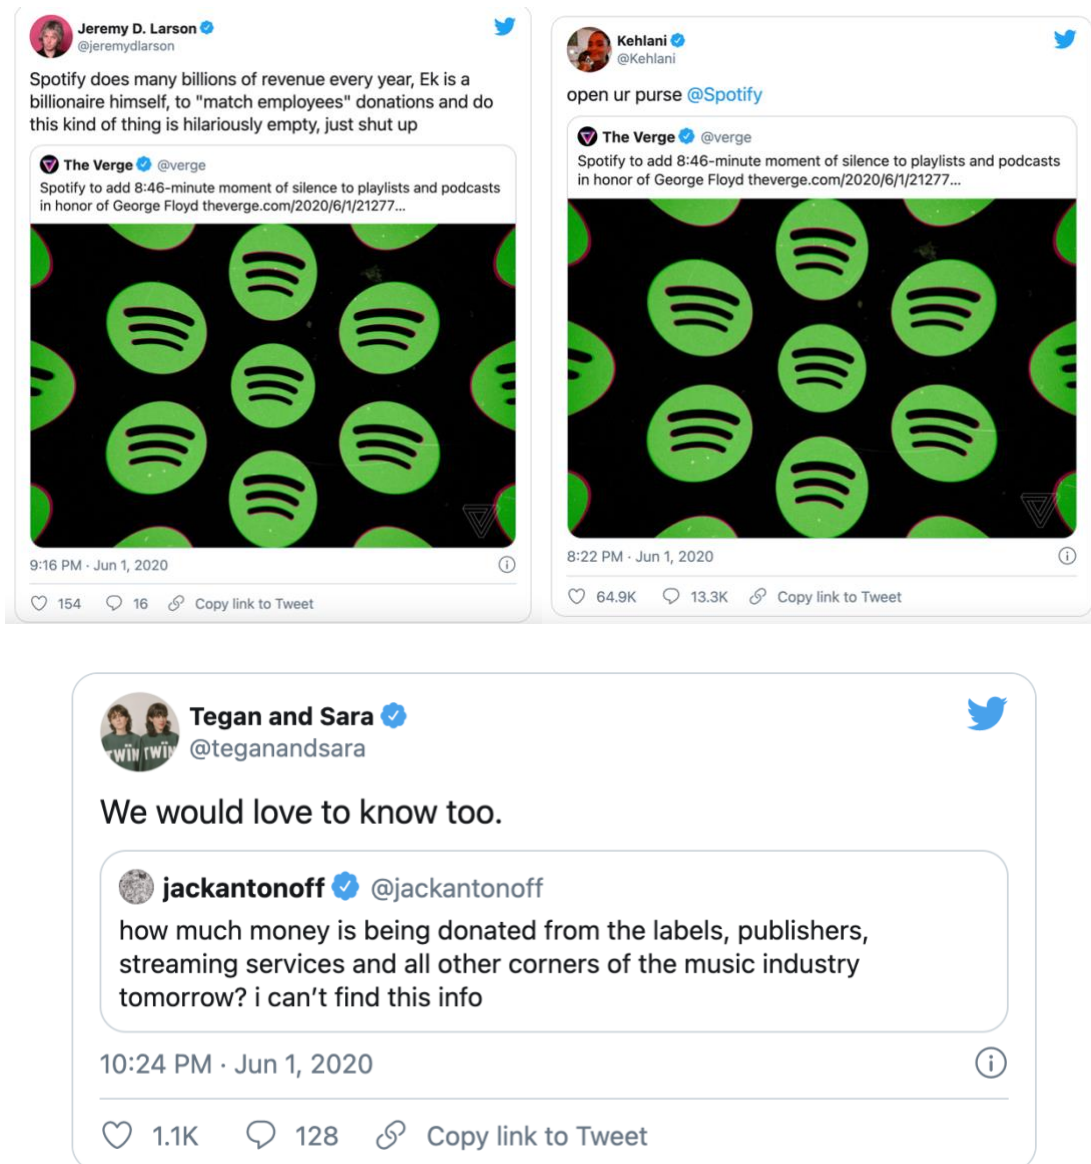 Jeremy D. Larson
@jeremydlarson
Spotify does many billions of revenue every year, Ek is a
billionaire himself, to "match employees" donations and do
this kind of thing is hilariously empty, just shut up
The Verge @verge
Spotify to add 8:46-minute moment of silence to playlists and podcasts
in honor of George Floyd theverge.com/2020/6/1/21277...
9:16 PM · Jun 1, 2020
154 16 Copy link to Tweet
Kehlani
@Kehlani
open ur purse @Spotify
The Verge @verge
Spotify to add 8:46-minute moment of silence to playlists and podcasts
in honor of George Floyd theverge.com/2020/6/1/21277...
8:22 PM · Jun 1, 2020
64.9K 13.3K Copy link to Tweet
Tegan and Sara
@teganandsara
TWÏN TWÏN
We would love to know too.
jackantonoff @jackantonoff
how much money is being donated from the labels, publishers,
streaming services and all other corners of the music industry
tomorrow? i can't find this info
10:24 PM · Jun 1, 2020
1.1K 128 Copy link to Tweet